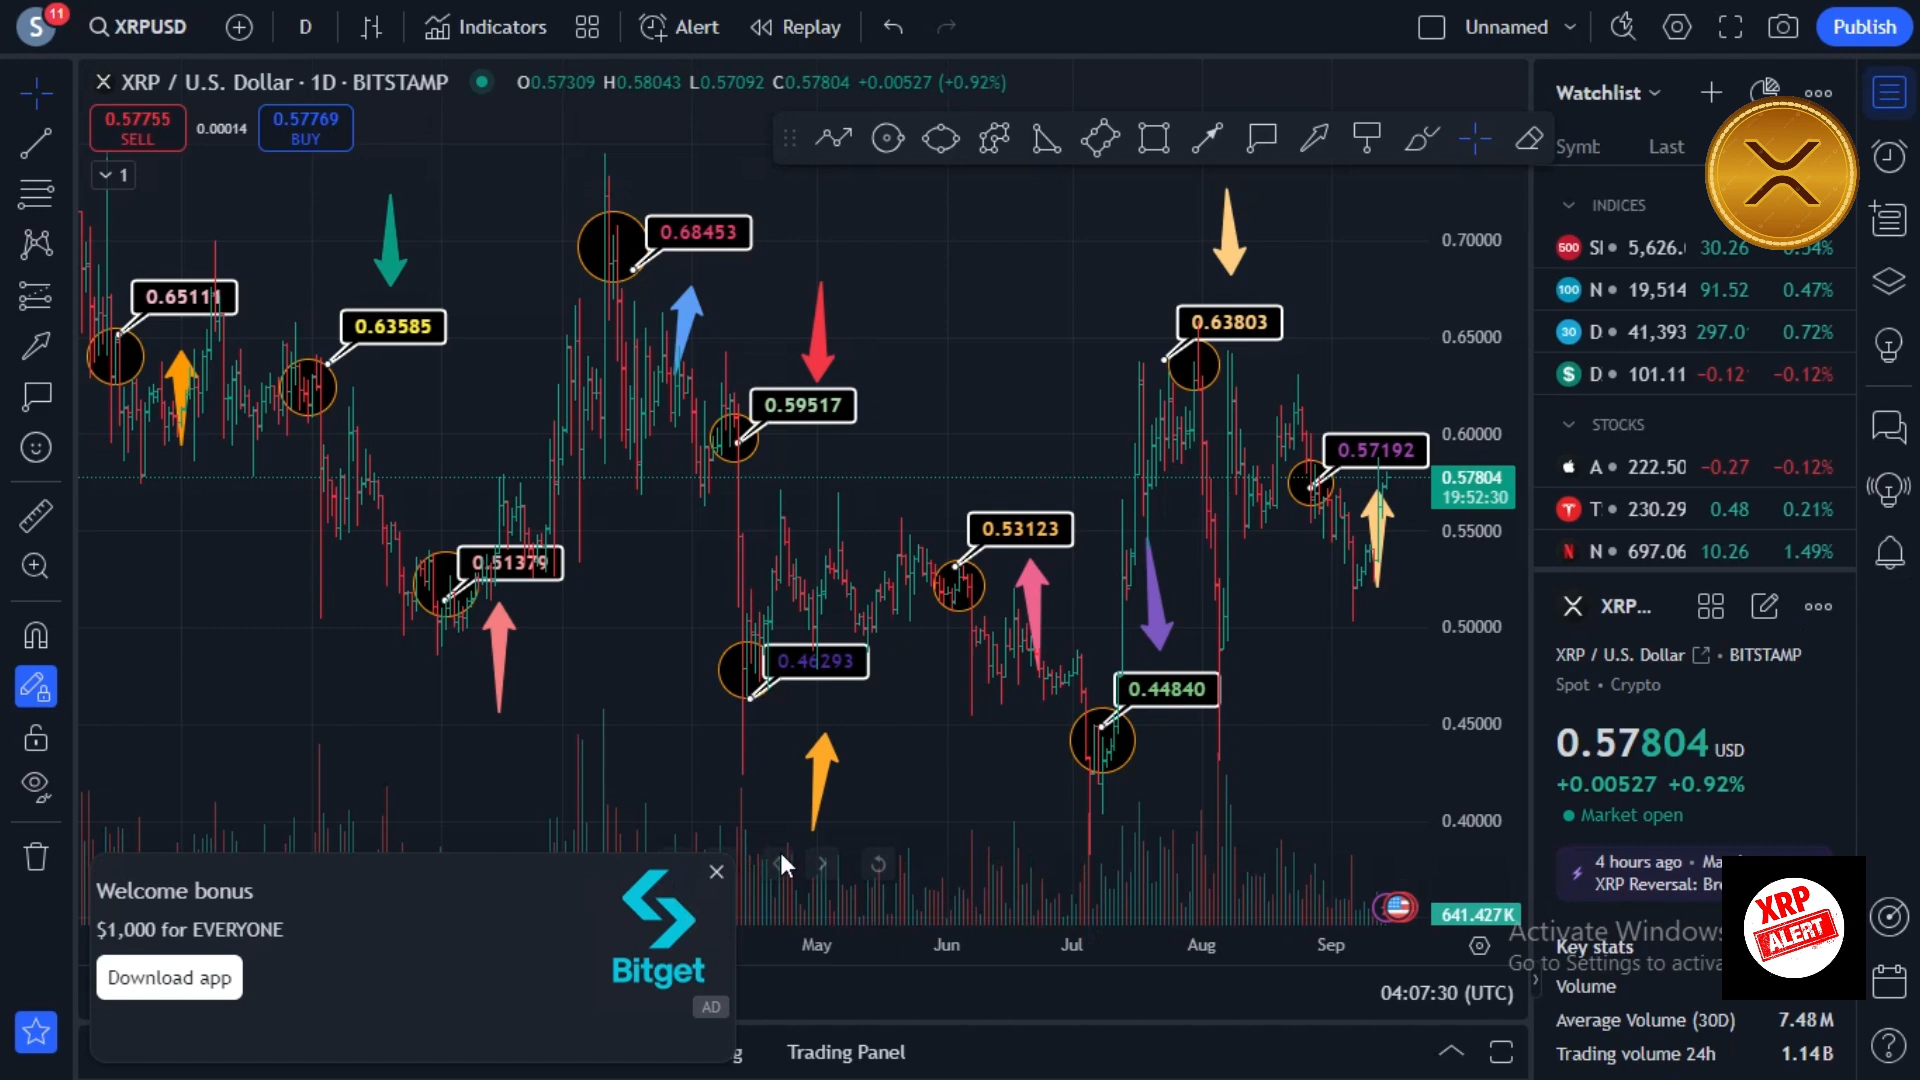 S
11
XRPUSD
D
Indicators
Alert
Replay
Unnamed
Publish
XRP / U.S. Dollar · 1D · BITSTAMP
O0.57309 H0.58043 L0.57092 C0.57804 +0.00527 (+0.92%)
0.57755
SELL
0.00014
0.57769
BUY
1
0.65111
0.63585
0.68453
0.59517
0.51379
0.46293
0.53123
0.44840
0.63803
0.57192
0.70000
0.65000
0.60000
0.57804
19:52:30
0.55000
0.50000
0.45000
0.40000
641.427K
May
Jun
Jul
Aug
Sep
04:07:30 (UTC)
Welcome bonus
$1,000 for EVERYONE
Download app
Bitget
AD
Trading Panel
Watchlist
Symb
Last
INDICES
500
5,626.
30.26
100 N 19,514 91.52 0.47%
30 D 41,393 297.0 0.72%
S D 101.11 −0.12 −0.12%
STOCKS
A 222.50 −0.27 −0.12%
T 230.29 0.48 0.21%
N N 697.06 10.26 1.49%
XRP...
XRP / U.S. Dollar · BITSTAMP
Spot • Crypto
0.57804 USD
+0.00527 +0.92%
Market open
4 hours ago •
XRP Reversal:
XRP
ALERT
Activate Windows
Go to Settings to
Key stats
Volume
Average Volume (30D) 7.48M
Trading volume 24h 1.14B